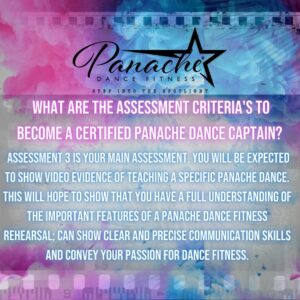 Panache
DANCE FITNESS
STEP INTO THE SPOTLIGHT
WHAT ARE THE ASSESSMENT CRITERIA'S TO
BECOME A CERTIFIED PANACHE DANCE CAPTAIN?
ASSESSMENT 3 IS YOUR MAIN ASSESSMENT. YOU WILL BE EXPECTED
TO SHOW VIDEO EVIDENCE OF TEACHING A SPECIFIC PANACHE DANCE.
THIS WILL HOPE TO SHOW THAT YOU HAVE A FULL UNDERSTANDING OF
THE IMPORTANT FEATURES OF A PANACHE DANCE FITNESS
REHEARSAL; CAN SHOW CLEAR AND PRECISE COMMUNICATION SKILLS
AND CONVEY YOUR PASSION FOR DANCE FITNESS.